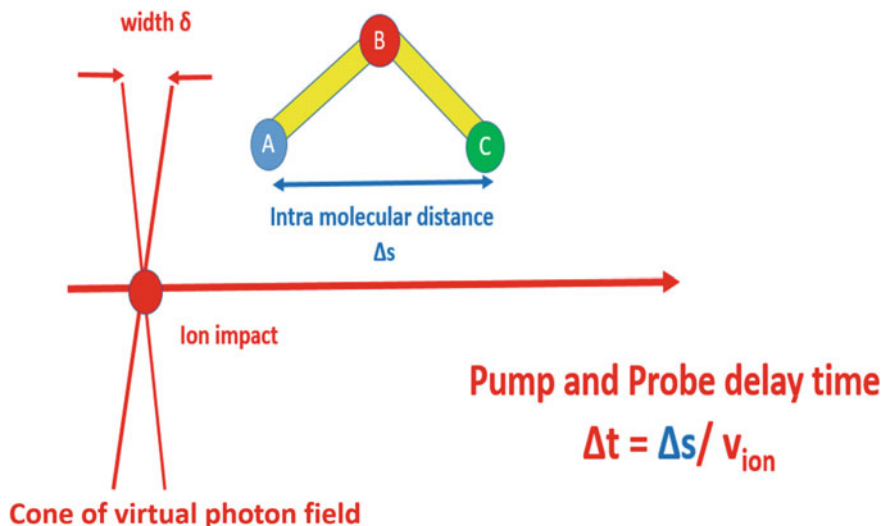 width δ
B
A
C
Intra molecular distance
Δs
Ion impact
Pump and Probe delay time
Δt = Δs/ vion
Cone of virtual photon field